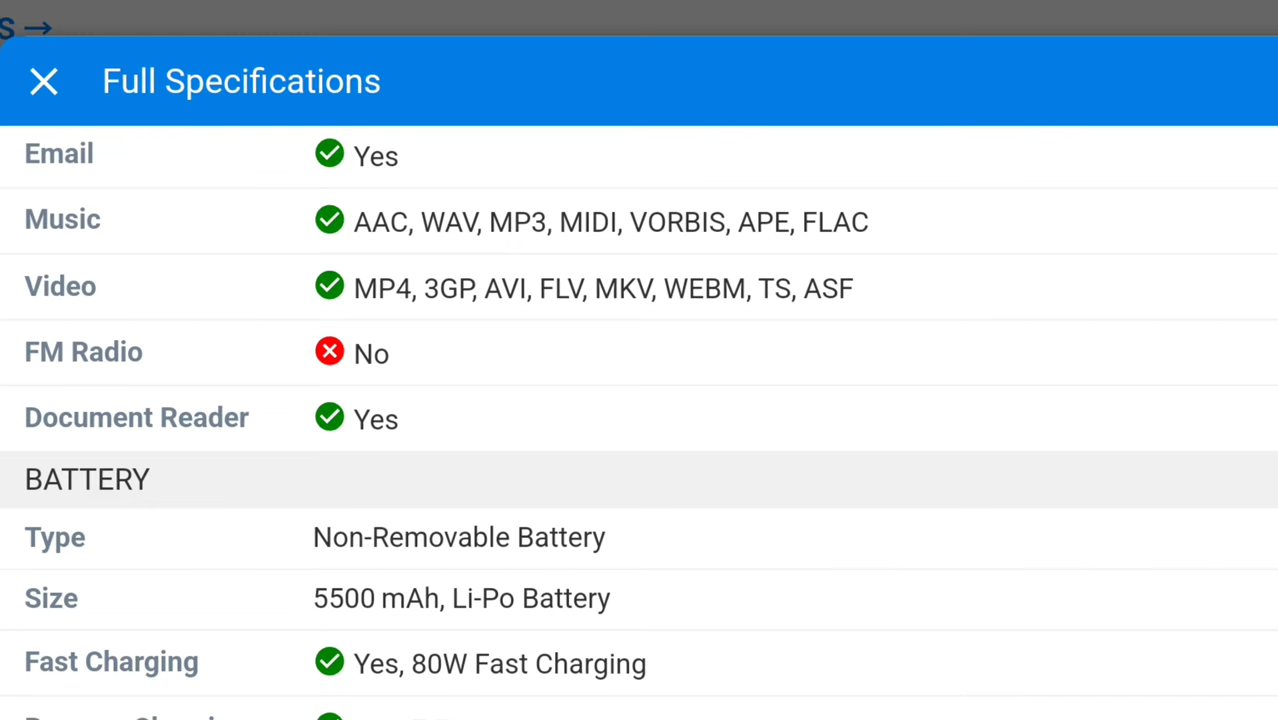 S →
Full Specifications
Email Yes
Music AAC, WAV, MP3, MIDI, VORBIS, APE, FLAC
Video MP4, 3GP, AVI, FLV, MKV, WEBM, TS, ASF
FM Radio No
Document Reader Yes
BATTERY
Type Non-Removable Battery
Size 5500 mAh, Li-Po Battery
Fast Charging Yes, 80W Fast Charging